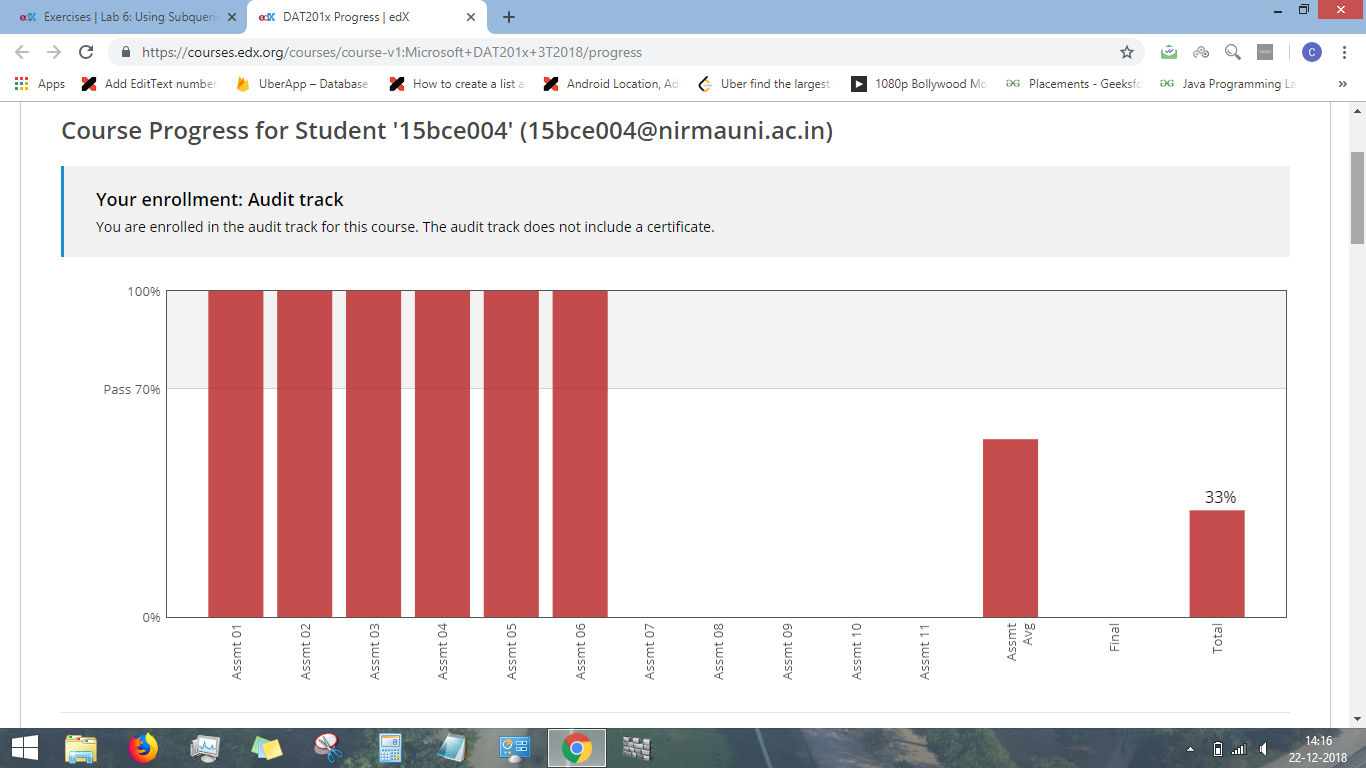 edX Exercises | Lab 6: Using Subqueri
edX DAT201x Progress | edX
https://courses.edx.org/courses/course-v1:Microsoft+DAT201x+3T2018/progress
C
Apps
Add EditText number
UberApp – Database
How to create a list a
Android Location, Ad
Uber find the largest
1080p Bollywood Mo
Placements - Geeksfo
Java Programming La
»
Course Progress for Student '15bce004' (15bce004@nirmauni.ac.in)
Your enrollment: Audit track
You are enrolled in the audit track for this course. The audit track does not include a certificate.
100%
Pass 70%
0%
33%
Assmt 01
Assmt 02
Assmt 03
Assmt 04
Assmt 05
Assmt 06
Assmt 07
Assmt 08
Assmt 09
Assmt 10
Assmt 11
Assmt
Avg
Final
Total
14:16
22-12-2018